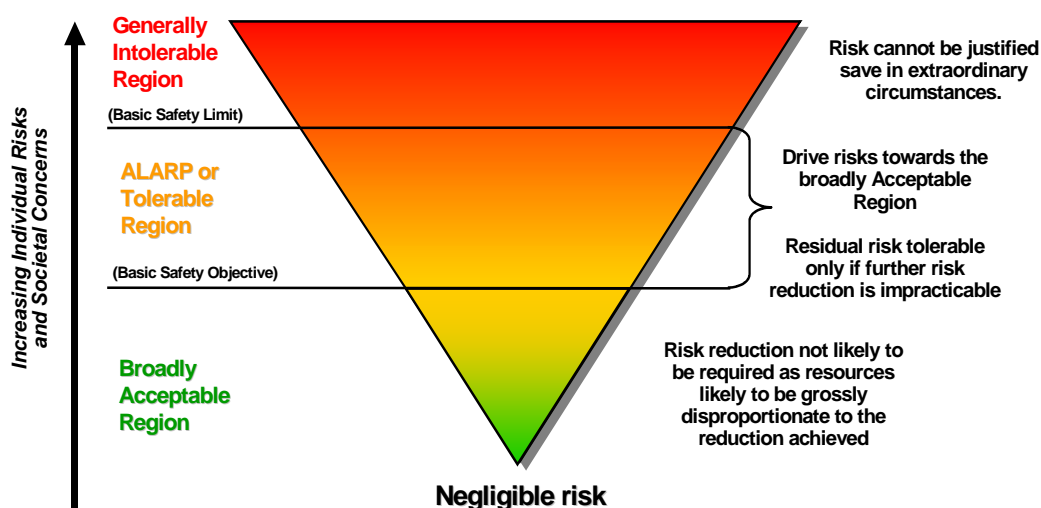 Generally
Intolerable
Region
Risk cannot be justified
save in extraordinary
circumstances.
(Basic Safety Limit)
Increasing Individual Risks
and Societal Concerns
ALARP or
Tolerable
Region
Drive risks towards the
broadly Acceptable
Region
Residual risk tolerable
only if further risk
reduction is impracticable
(Basic Safety Objective)
Broadly
Acceptable
Region
Risk reduction not likely to
be required as resources
likely to be grossly
disproportionate to the
reduction achieved
Negligible risk